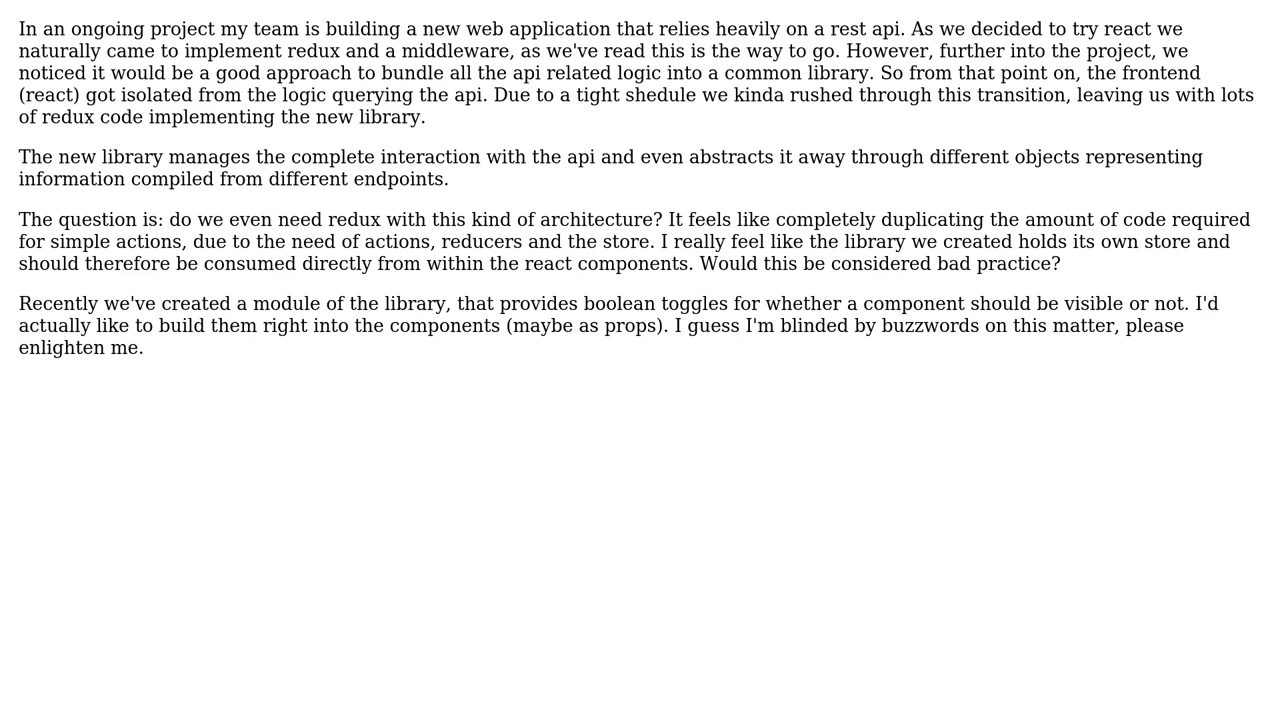 In an ongoing project my team is building a new web application that relies heavily on a rest api. As we decided to try react we
naturally came to implement redux and a middleware, as we've read this is the way to go. However, further into the project, we
noticed it would be a good approach to bundle all the api related logic into a common library. So from that point on, the frontend
(react) got isolated from the logic querying the api. Due to a tight shedule we kinda rushed through this transition, leaving us with lots
of redux code implementing the new library.
The new library manages the complete interaction with the api and even abstracts it away through different objects representing
information compiled from different endpoints.
The question is: do we even need redux with this kind of architecture? It feels like completely duplicating the amount of code required
for simple actions, due to the need of actions, reducers and the store. I really feel like the library we created holds its own store and
should therefore be consumed directly from within the react components. Would this be considered bad practice?
Recently we've created a module of the library, that provides boolean toggles for whether a component should be visible or not. I'd
actually like to build them right into the components (maybe as props). I guess I'm blinded by buzzwords on this matter, please
enlighten me.